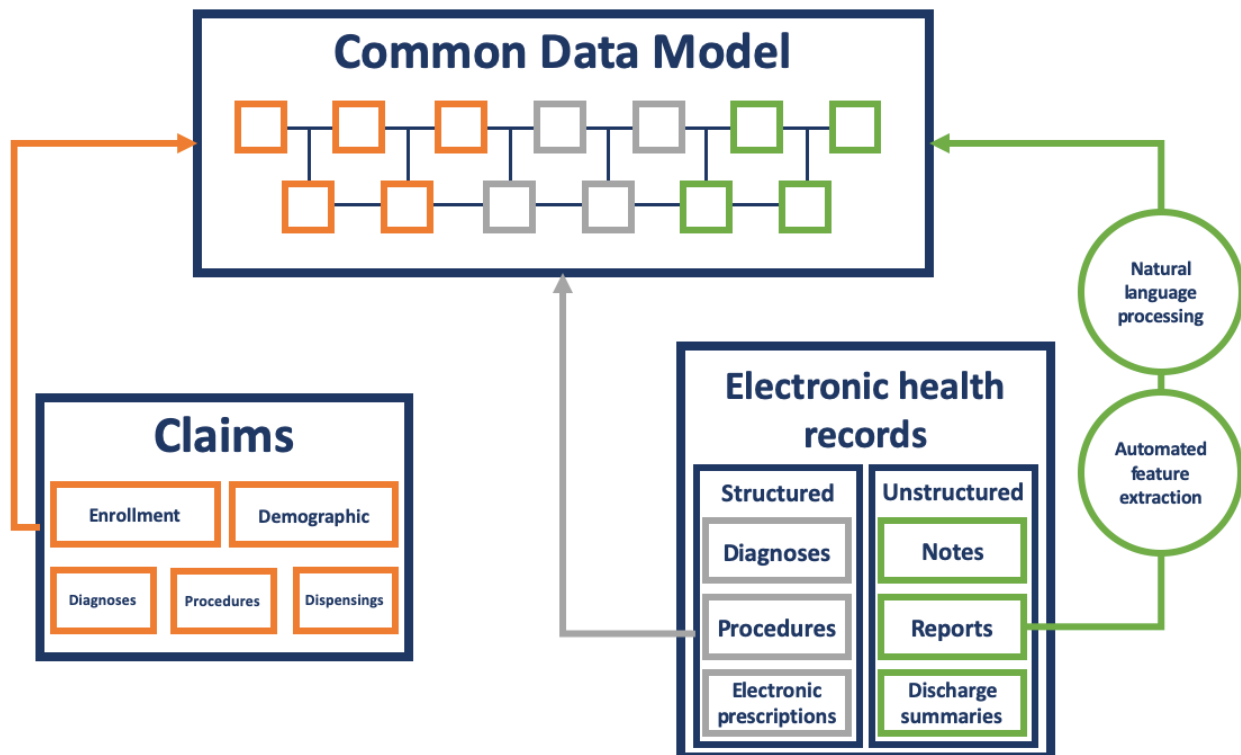 Common Data Model
Claims
Enrollment
Demographic
Diagnoses
Procedures
Dispensings
Electronic health
records
Structured
Diagnoses
Procedures
Electronic
prescriptions
Unstructured
Notes
Reports
Discharge
summaries
Natural
language
processing
Automated
feature
extraction